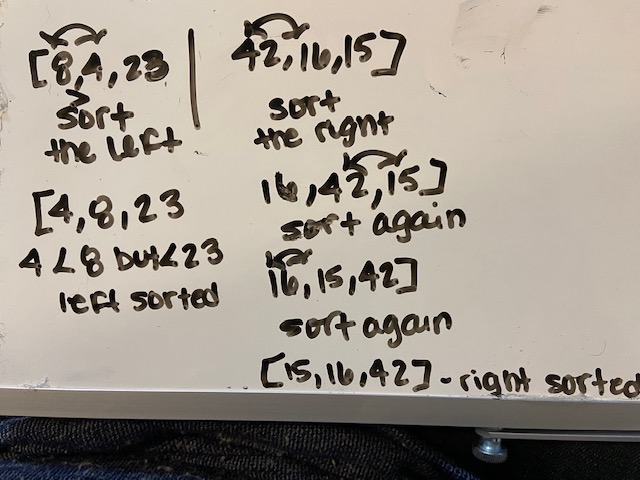 [8,4,23 | 42,16,15]
sort
the left
sort
the right
[4,8,23
4<8 but<23
left sorted
16,42,15]
sort again
16,15,42]
sort again
[15,16,42] - right sorted